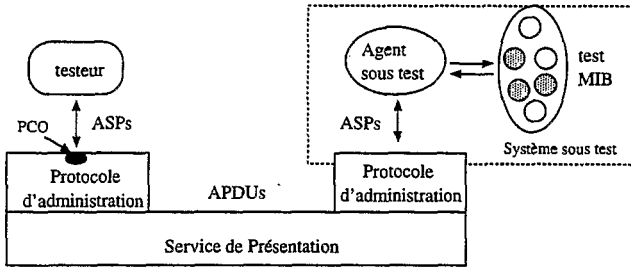 testeur
Agent
sous test
test
MIB
PCO
ASPs
ASPs
Système sous test
Protocole
d'administration
APDUs
Protocole
d'administration
Service de Présentation